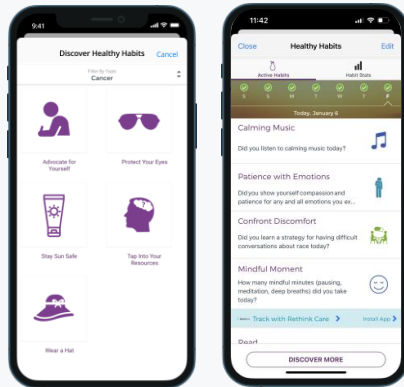 9:41
Discover Healthy Habits Cancel
Filter By Topic
Cancer
Advocate for
Yourself
Protect Your Eyes
Stay Sun Safe
Tap Into Your
Resources
Wear a Hat
11:42
Close Healthy Habits Edit
Active Habits Habit Stats
S S M T W T F
Today, January 6
Calming Music
Did you listen to calming music today?
Patience with Emotions
Did you show yourself compassion and
patience for any and all emotions you ex...
Confront Discomfort
Did you learn a strategy for having difficult
conversations about race today?
Mindful Moment
How many mindful minutes (pausing,
meditation, deep breaths) did you take
today?
Track with Rethink Care Install App
Read
DISCOVER MORE